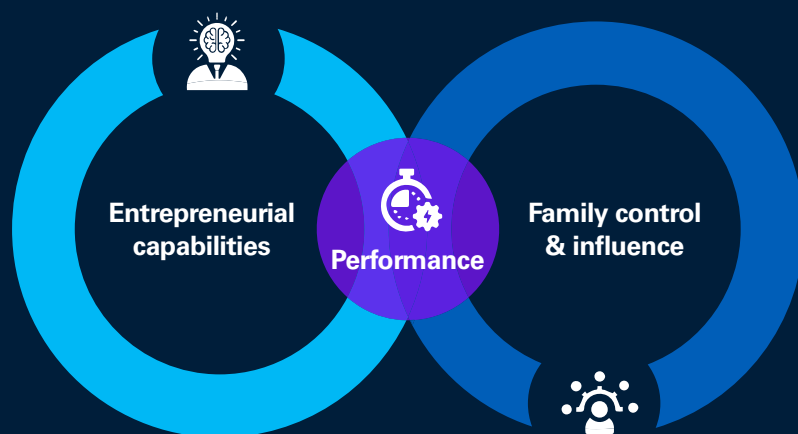 Entrepreneurial
capabilities
Performance
Family control
& influence